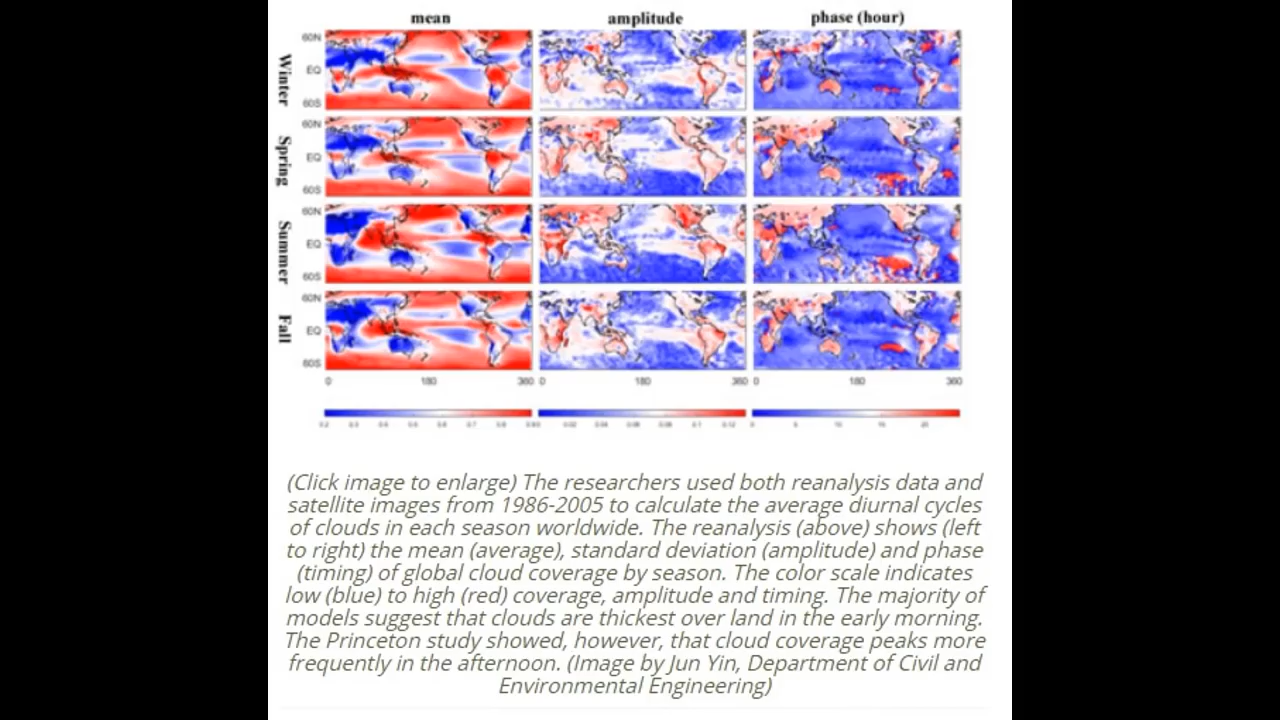 mean amplitude phase (hour)
60N
Winter
EQ
60S
60N
Spring
EQ
60S
60N
Summer
EQ
60S
60N
Fall
EQ
60S
0 180 360 0 180 360 0 180 360
(Click image to enlarge) The researchers used both reanalysis data and
satellite images from 1986-2005 to calculate the average diurnal cycles
of clouds in each season worldwide. The reanalysis (above) shows (left
to right) the mean (average), standard deviation (amplitude) and phase
(timing) of global cloud coverage by season. The color scale indicates
low (blue) to high (red) coverage, amplitude and timing. The majority of
models suggest that clouds are thickest over land in the early morning.
The Princeton study showed, however, that cloud coverage peaks more
frequently in the afternoon. (Image by Jun Yin, Department of Civil and
Environmental Engineering)